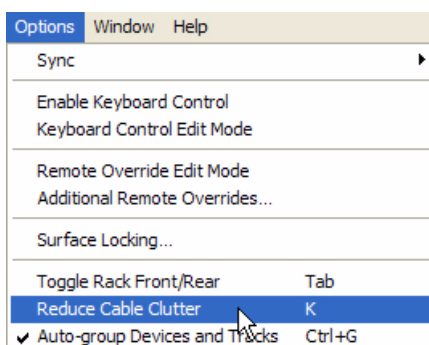 Options Window Help
Sync
Enable Keyboard Control
Keyboard Control Edit Mode
Remote Override Edit Mode
Additional Remote Overrides...
Surface Locking...
Toggle Rack Front/Rear Tab
Reduce Cable Clutter K
Auto-group Devices and Tracks Ctrl+G